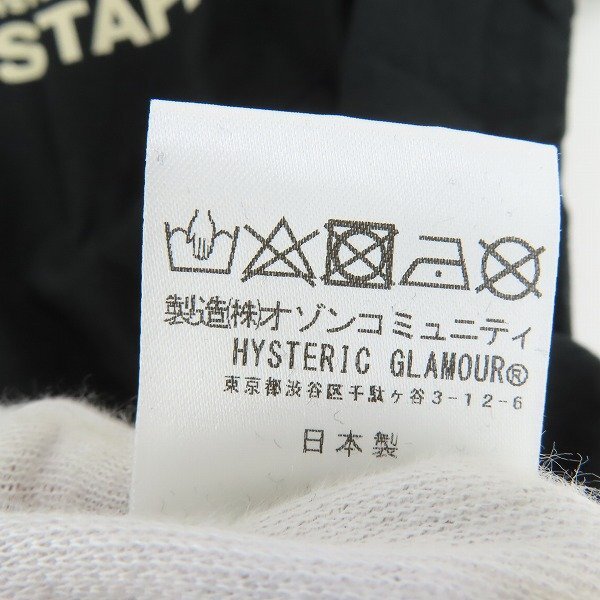 STAP
製造㈱オゾンコミュニティ
HYSTERIC GLAMOUR®
東京都渋谷区千駄ヶ谷3-12-6
日本製